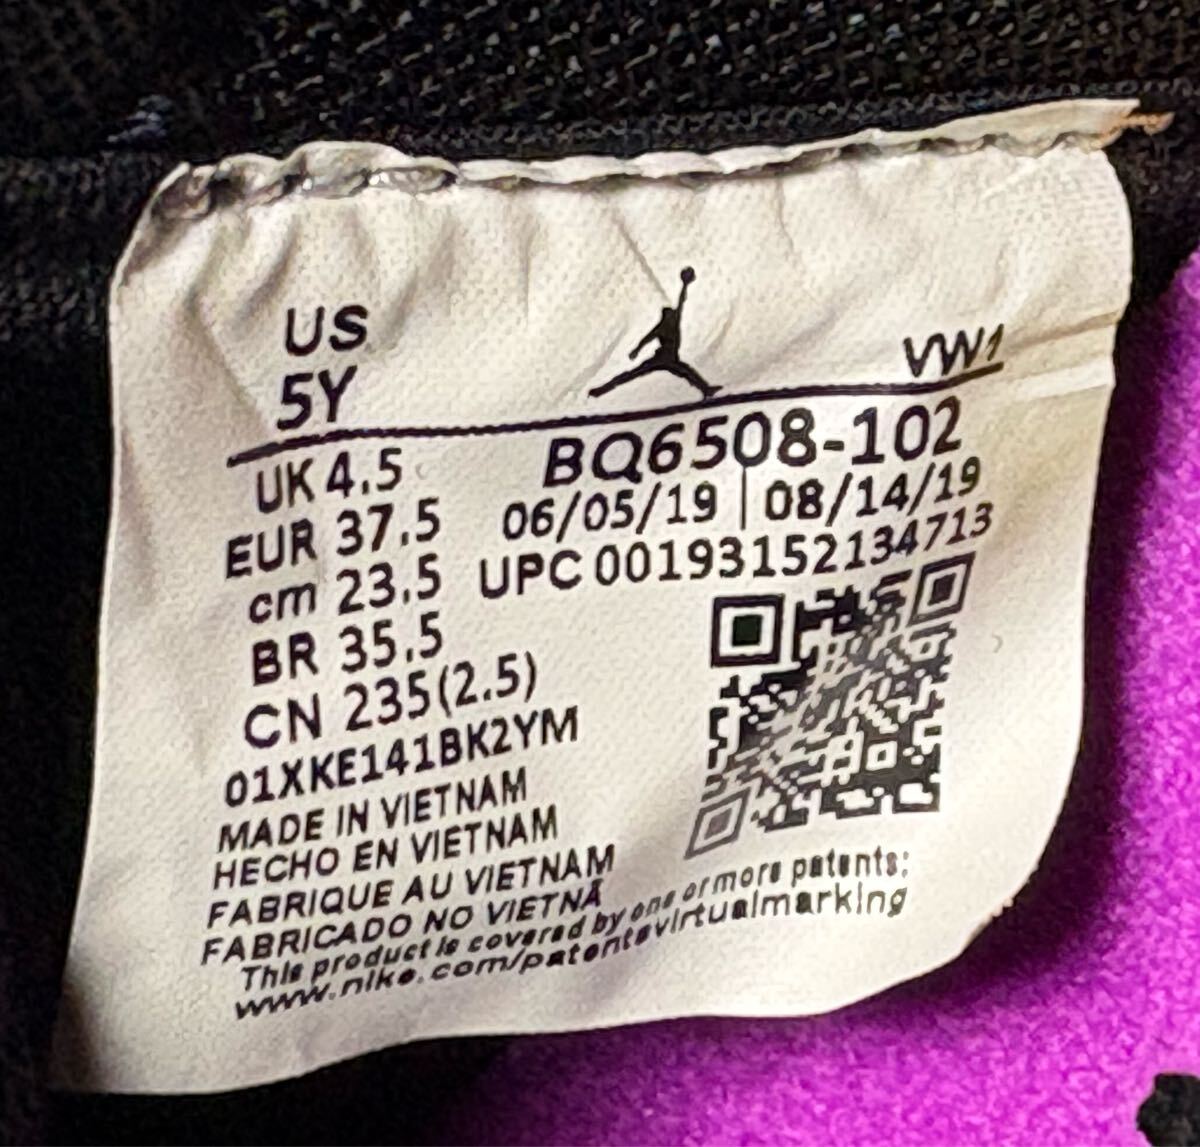 US
5Y
VW1
UK 4.5
EUR 37.5
cm 23.5
BR 35.5
CN 235(2.5)
BQ6508-102
06/05/19 | 08/14/19
UPC 00193152134713
01XKE141BK2YM
MADE IN VIETNAM
HECHO EN VIETNAM
FABRIQUE AU VIETNAM
FABRICADO NO VIETNÃ
This product is covered by one or more patents:
www.nike.com/patentsvirtualmarking